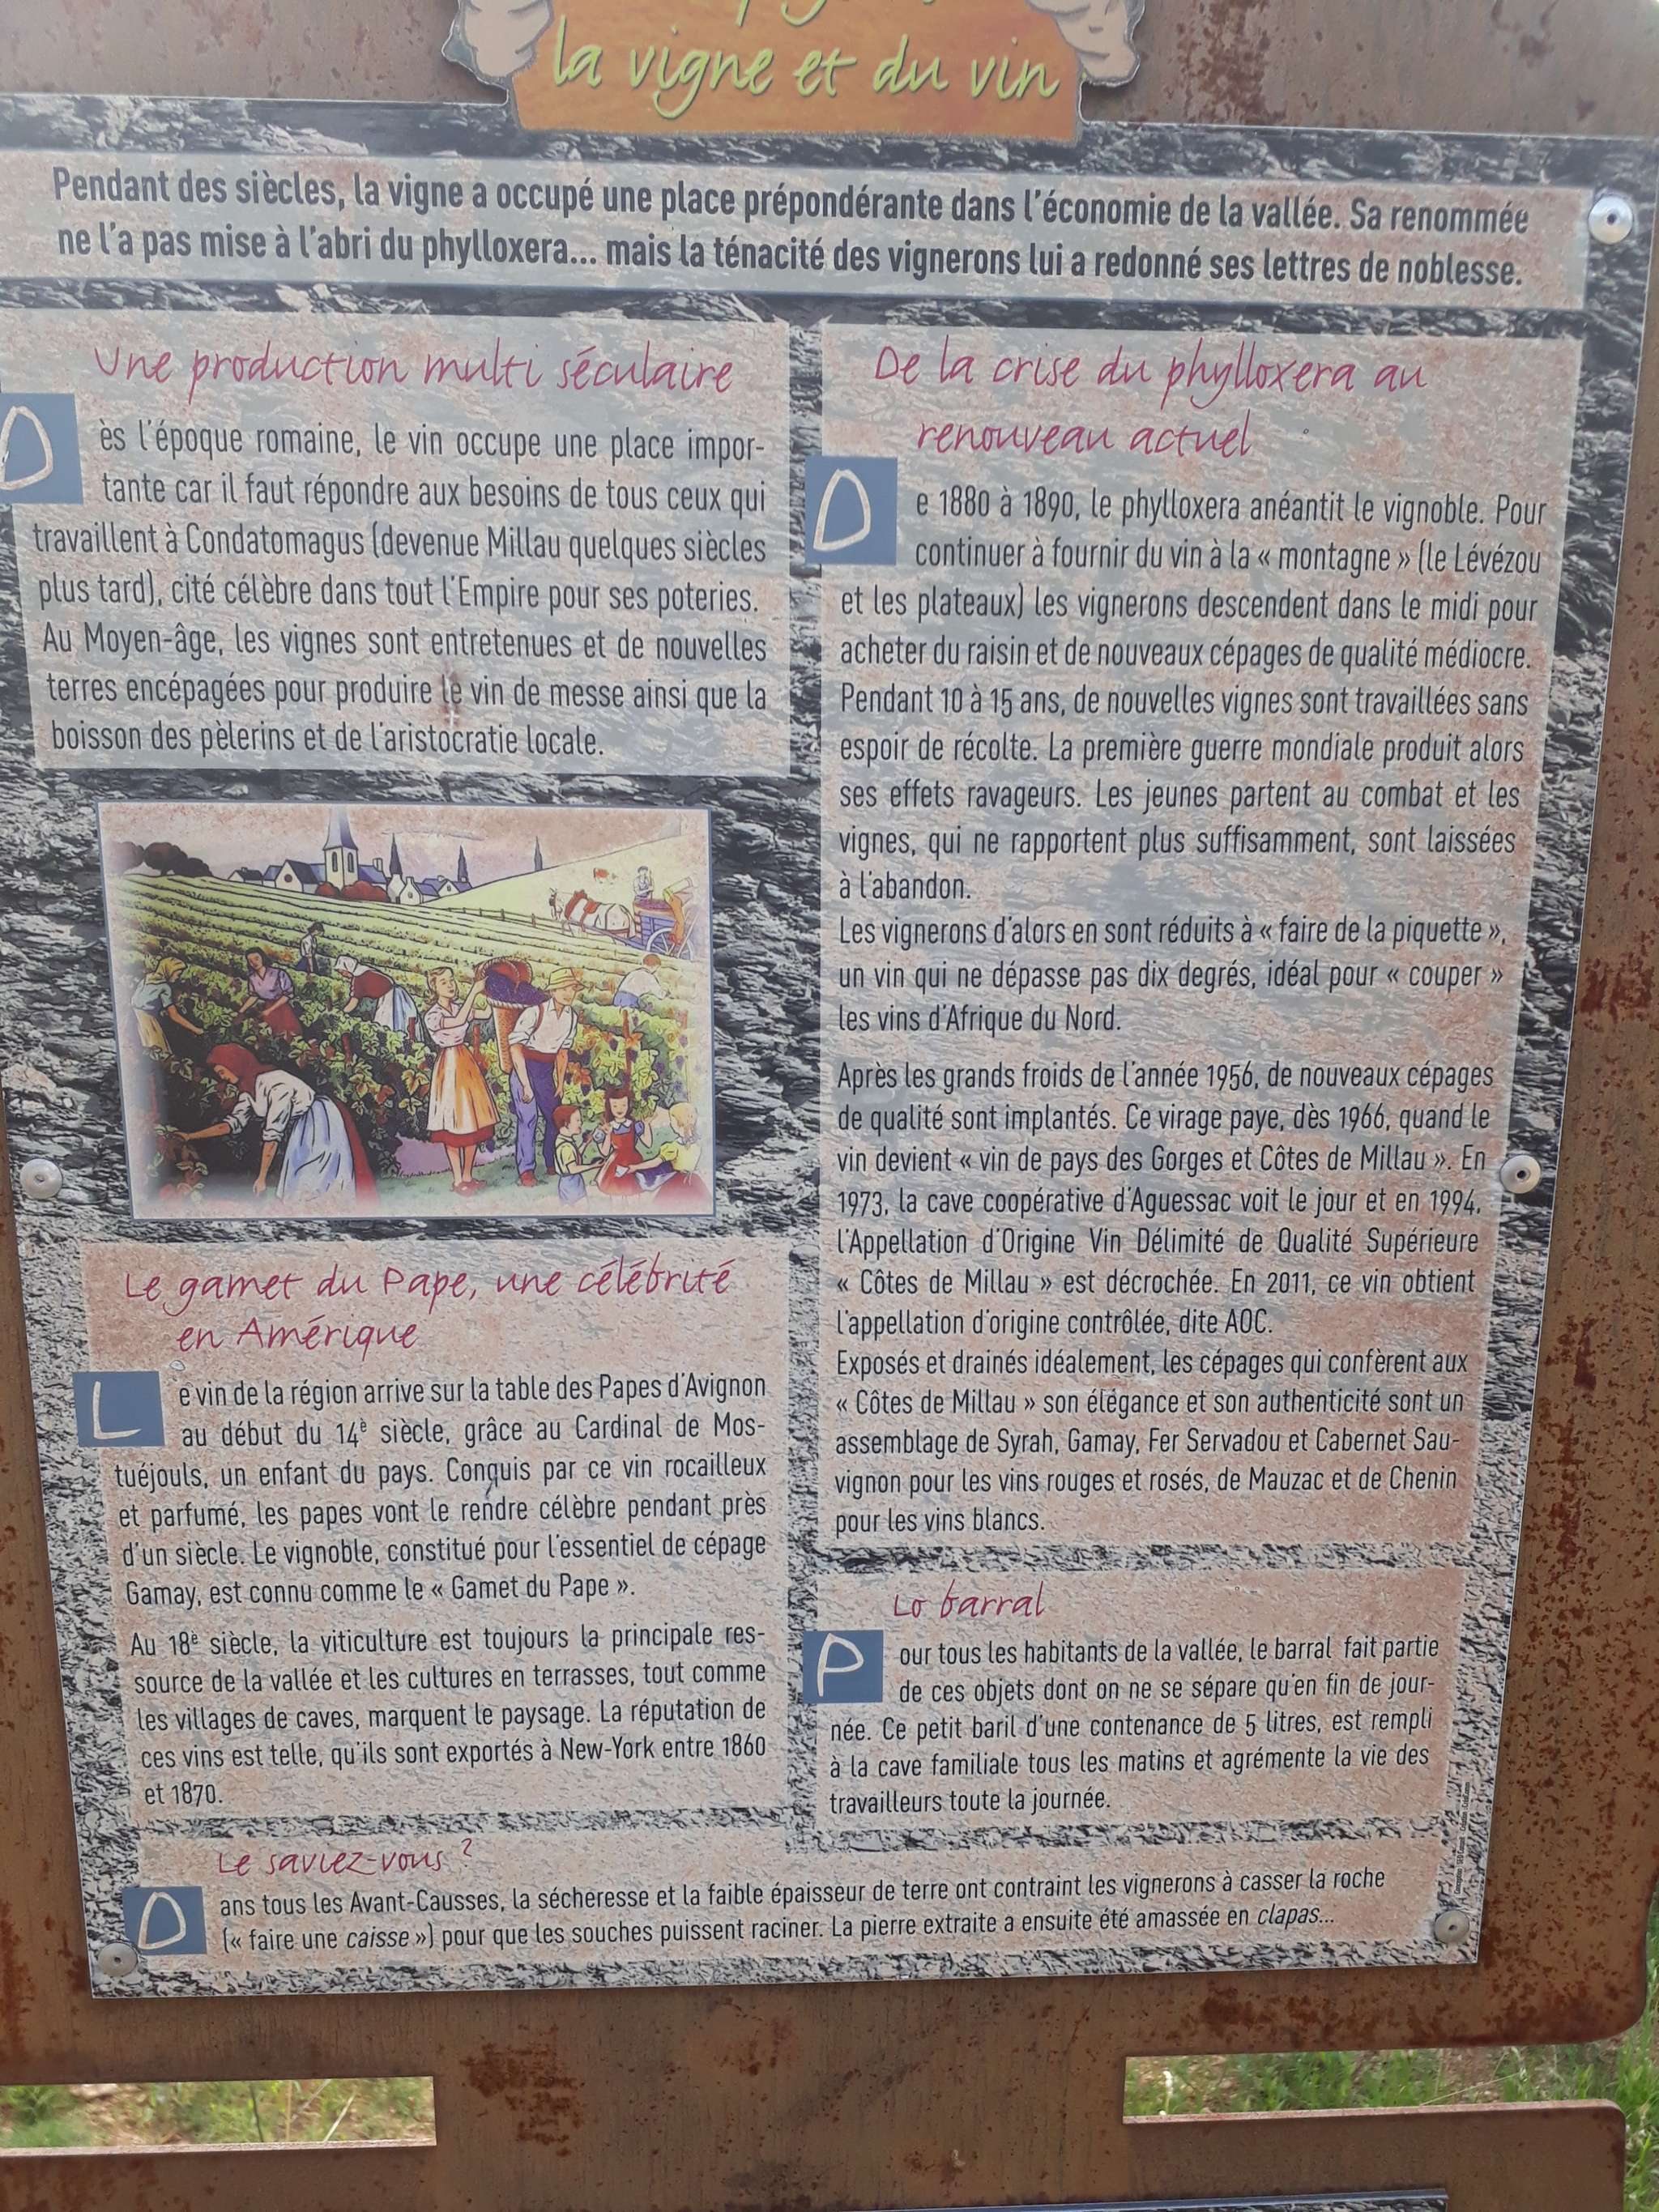 la vigne et du vin
Pendant des siècles, la vigne a occupé une place prépondérante dans l'économie de la vallée. Sa renommée
ne l'a pas mise à l'abri du phylloxera... mais la ténacité des vignerons lui a redonné ses lettres de noblesse.
Une production multi séculaire
Dès l'époque romaine, le vin occupe une place impor-
tante car il faut répondre aux besoins de tous ceux qui
travaillent à Condatomagus (devenue Millau quelques siècles
plus tard), cité célèbre dans tout l'Empire pour ses poteries.
Au Moyen-âge, les vignes sont entretenues et de nouvelles
terres encépagées pour produire le vin de messe ainsi que la
boisson des pèlerins et de l'aristocratie locale.
Le gamet du Pape, une célébrité
en Amérique
Le vin de la région arrive sur la table des Papes d'Avignon
au début du 14è siècle, grâce au Cardinal de Mos-
tuéjouls, un enfant du pays. Conquis par ce vin rocailleux
et parfumé, les papes vont le rendre célèbre pendant près
d'un siècle. Le vignoble, constitué pour l'essentiel de cépage
Gamay, est connu comme le « Gamet du Pape ».
Au 18è siècle, la viticulture est toujours la principale res-
source de la vallée et les cultures en terrasses, tout comme
les villages de caves, marquent le paysage. La réputation de
ces vins est telle, qu'ils sont exportés à New-York entre 1860
et 1870.
De la crise du phylloxera au
renouveau actuel
De 1880 à 1890, le phylloxera anéantit le vignoble. Pour
continuer à fournir du vin à la « montagne » (le Lévézou
et les plateaux) les vignerons descendent dans le midi pour
acheter du raisin et de nouveaux cépages de qualité médiocre.
Pendant 10 à 15 ans, de nouvelles vignes sont travaillées sans
espoir de récolte. La première guerre mondiale produit alors
ses effets ravageurs. Les jeunes partent au combat et les
vignes, qui ne rapportent plus suffisamment, sont laissées
à l'abandon.
Les vignerons d'alors en sont réduits à « faire de la piquette »,
un vin qui ne dépasse pas dix degrés, idéal pour « couper »
les vins d'Afrique du Nord.
Après les grands froids de l'année 1956, de nouveaux cépages
de qualité sont implantés. Ce virage paye, dès 1966, quand le
vin devient « vin de pays des Gorges et Côtes de Millau ». En
1973, la cave coopérative d'Aguessac voit le jour et en 1994,
l'Appellation d'Origine Vin Délimité de Qualité Supérieure
« Côtes de Millau » est décrochée. En 2011, ce vin obtient
l'appellation d'origine contrôlée, dite AOC.
Exposés et drainés idéalement, les cépages qui confèrent aux
« Côtes de Millau » son élégance et son authenticité sont un
assemblage de Syrah, Gamay, Fer Servadou et Cabernet Sau-
vignon pour les vins rouges et rosés, de Mauzac et de Chenin
pour les vins blancs.
Lo barral
Pour tous les habitants de la vallée, le barral fait partie
de ces objets dont on ne se sépare qu'en fin de jour-
née. Ce petit baril d'une contenance de 5 litres, est rempli
à la cave familiale tous les matins et agrémente la vie des
travailleurs toute la journée.
Le saviez-vous ?
Dans tous les Avant-Causses, la sécheresse et la faible épaisseur de terre ont contraint les vignerons à casser la roche
(« faire une caisse ») pour que les souches puissent raciner. La pierre extraite a ensuite été amassée en clapas...